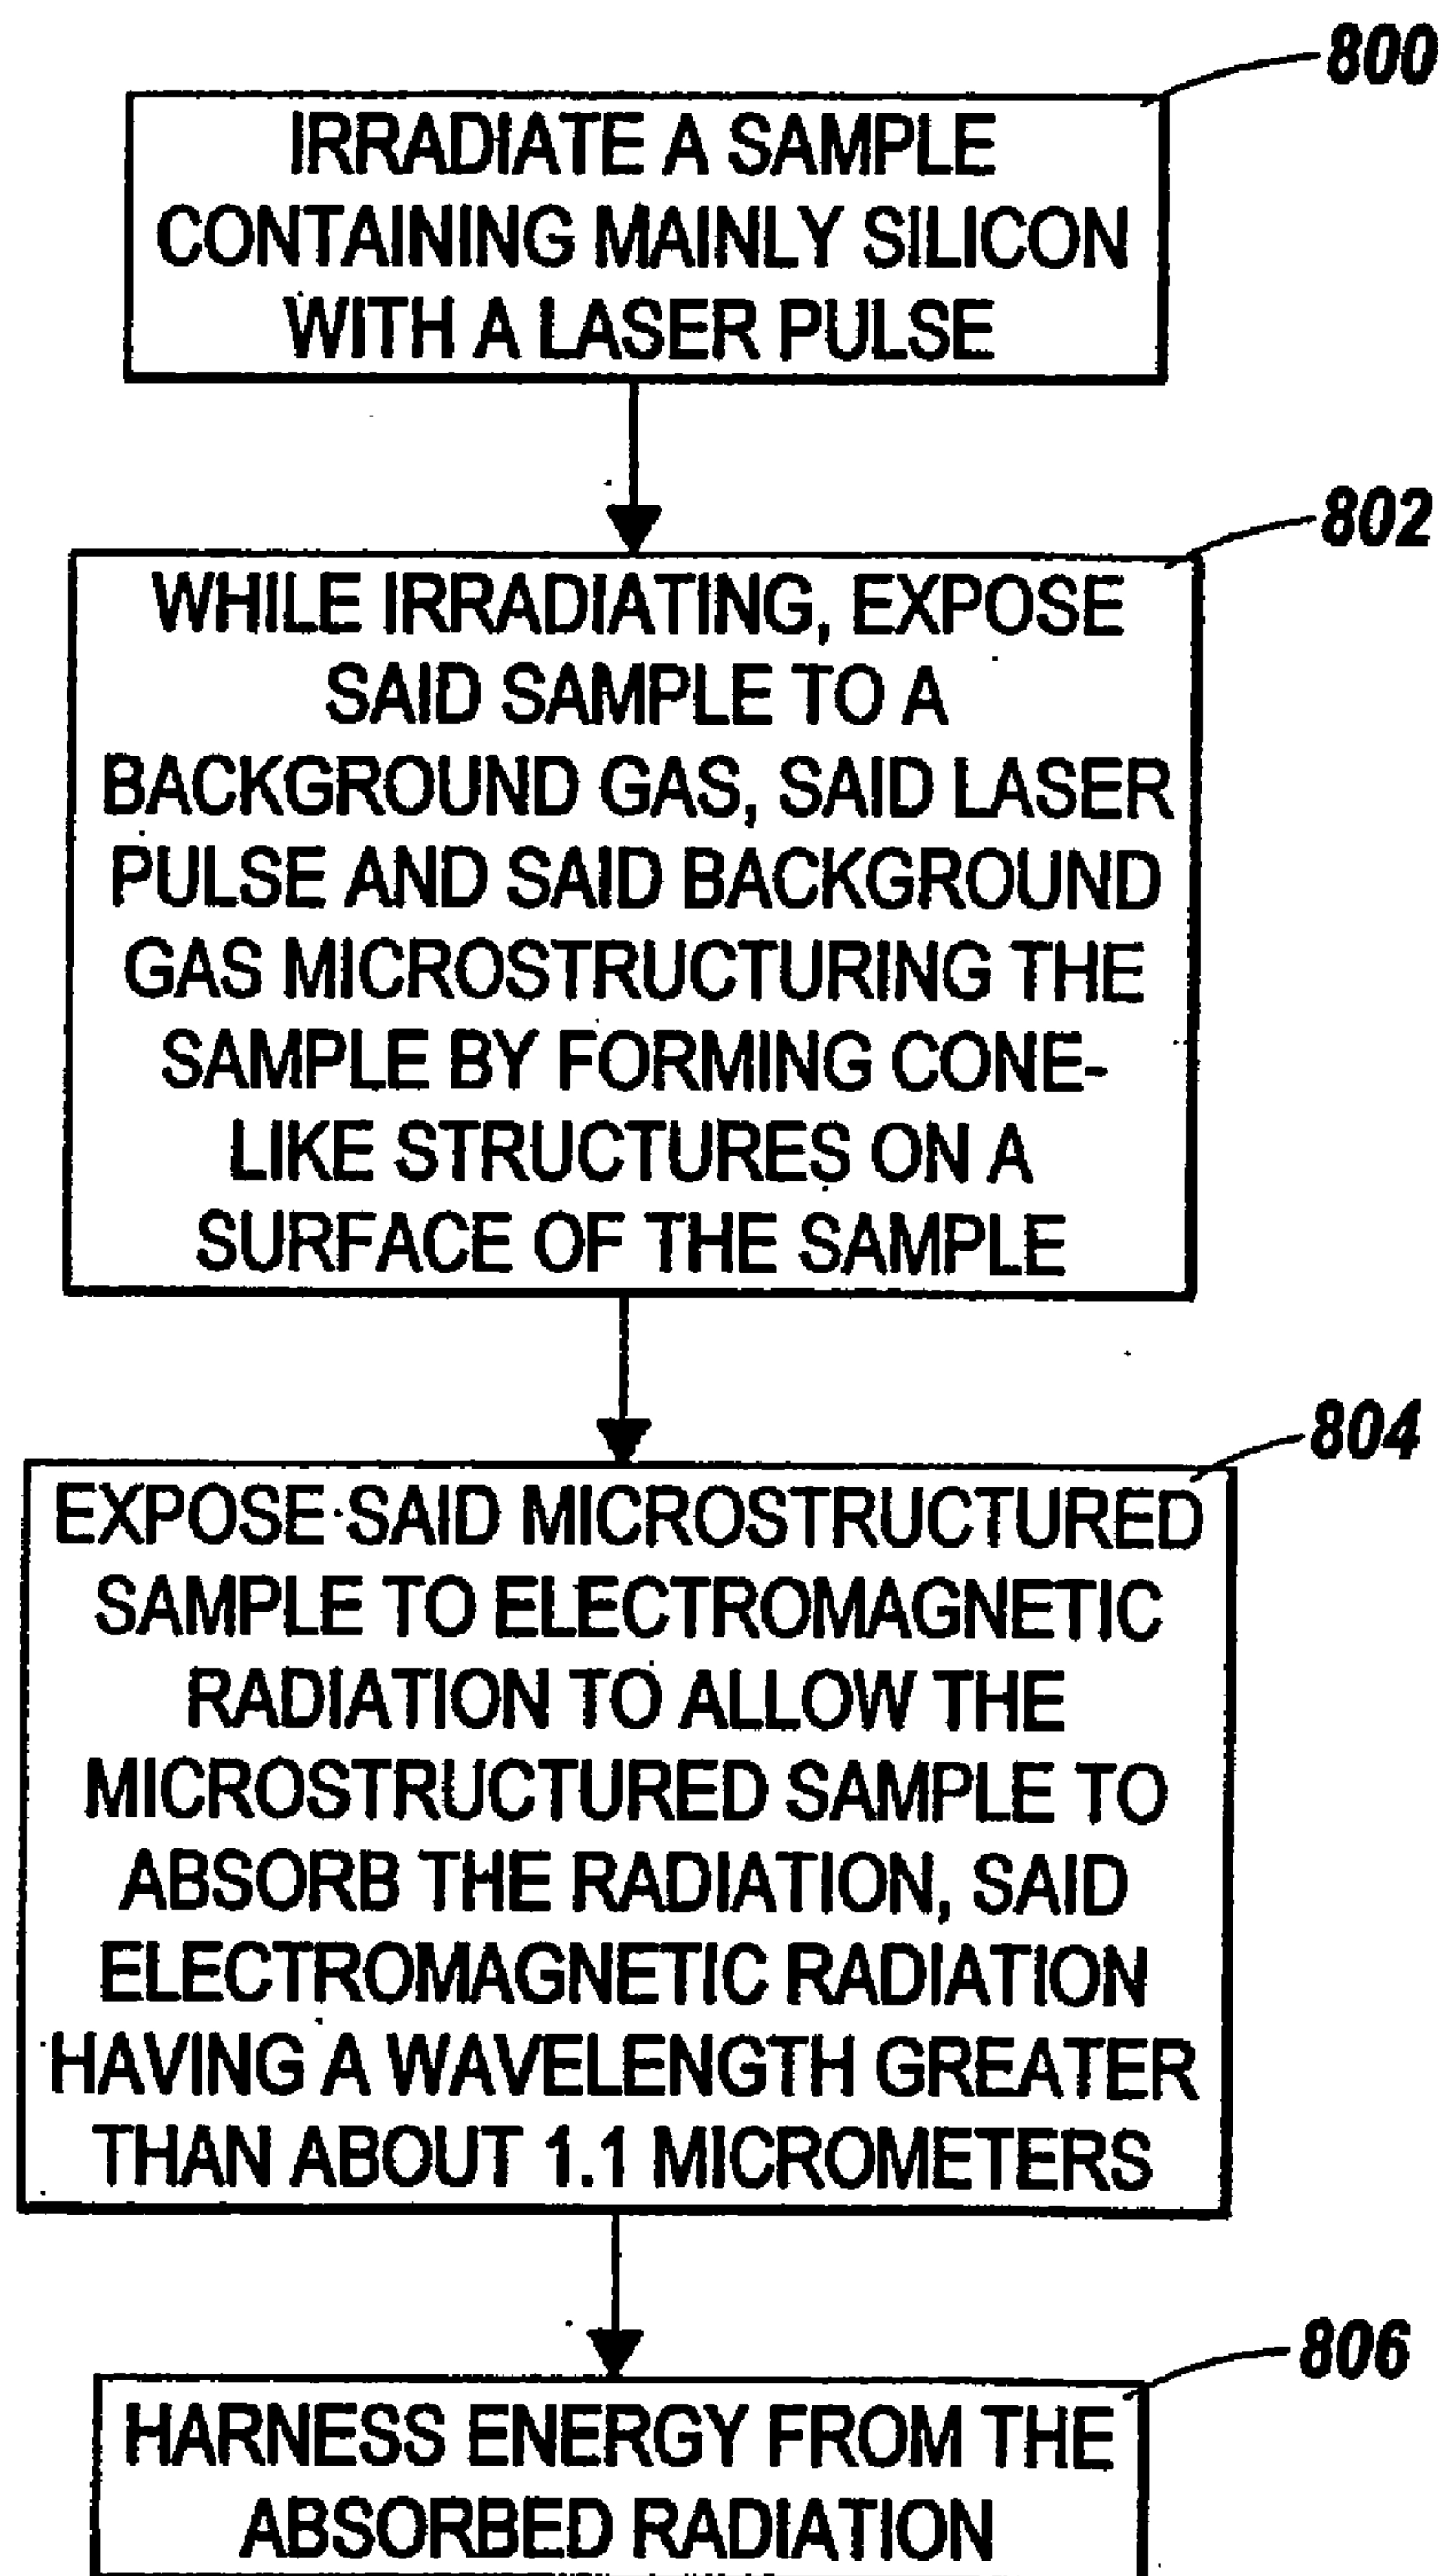 800
IRRADIATE A SAMPLE
CONTAINING MAINLY SILICON
WITH A LASER PULSE
802
WHILE IRRADIATING, EXPOSE
SAID SAMPLE TO A
BACKGROUND GAS, SAID LASER
PULSE AND SAID BACKGROUND
GAS MICROSTRUCTURING THE
SAMPLE BY FORMING CONE-
LIKE STRUCTURES ON A
SURFACE OF THE SAMPLE
804
EXPOSE SAID MICROSTRUCTURED
SAMPLE TO ELECTROMAGNETIC
RADIATION TO ALLOW THE
MICROSTRUCTURED SAMPLE TO
ABSORB THE RADIATION, SAID
ELECTROMAGNETIC RADIATION
HAVING A WAVELENGTH GREATER
THAN ABOUT 1.1 MICROMETERS
806
HARNESS ENERGY FROM THE
ABSORBED RADIATION